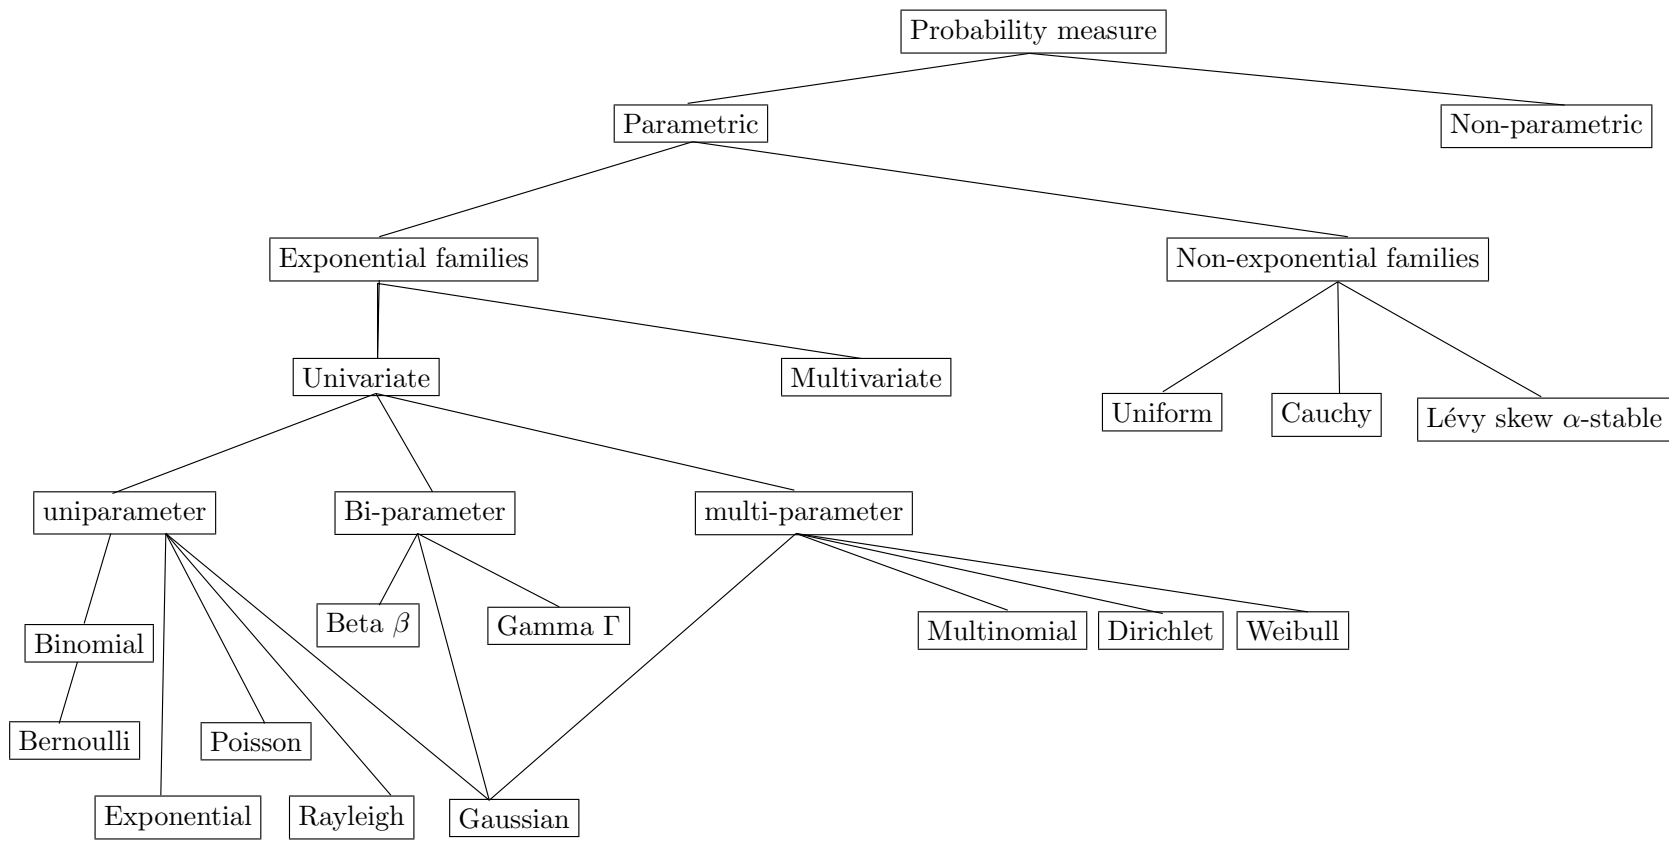 Probability measure
Parametric
Non-parametric
Exponential families
Non-exponential families
Univariate
Multivariate
Uniform
Cauchy
Lévy skew α-stable
uniparameter
Bi-parameter
multi-parameter
Binomial
Beta β
Gamma Γ
Multinomial
Dirichlet
Weibull
Bernoulli
Poisson
Exponential
Rayleigh
Gaussian